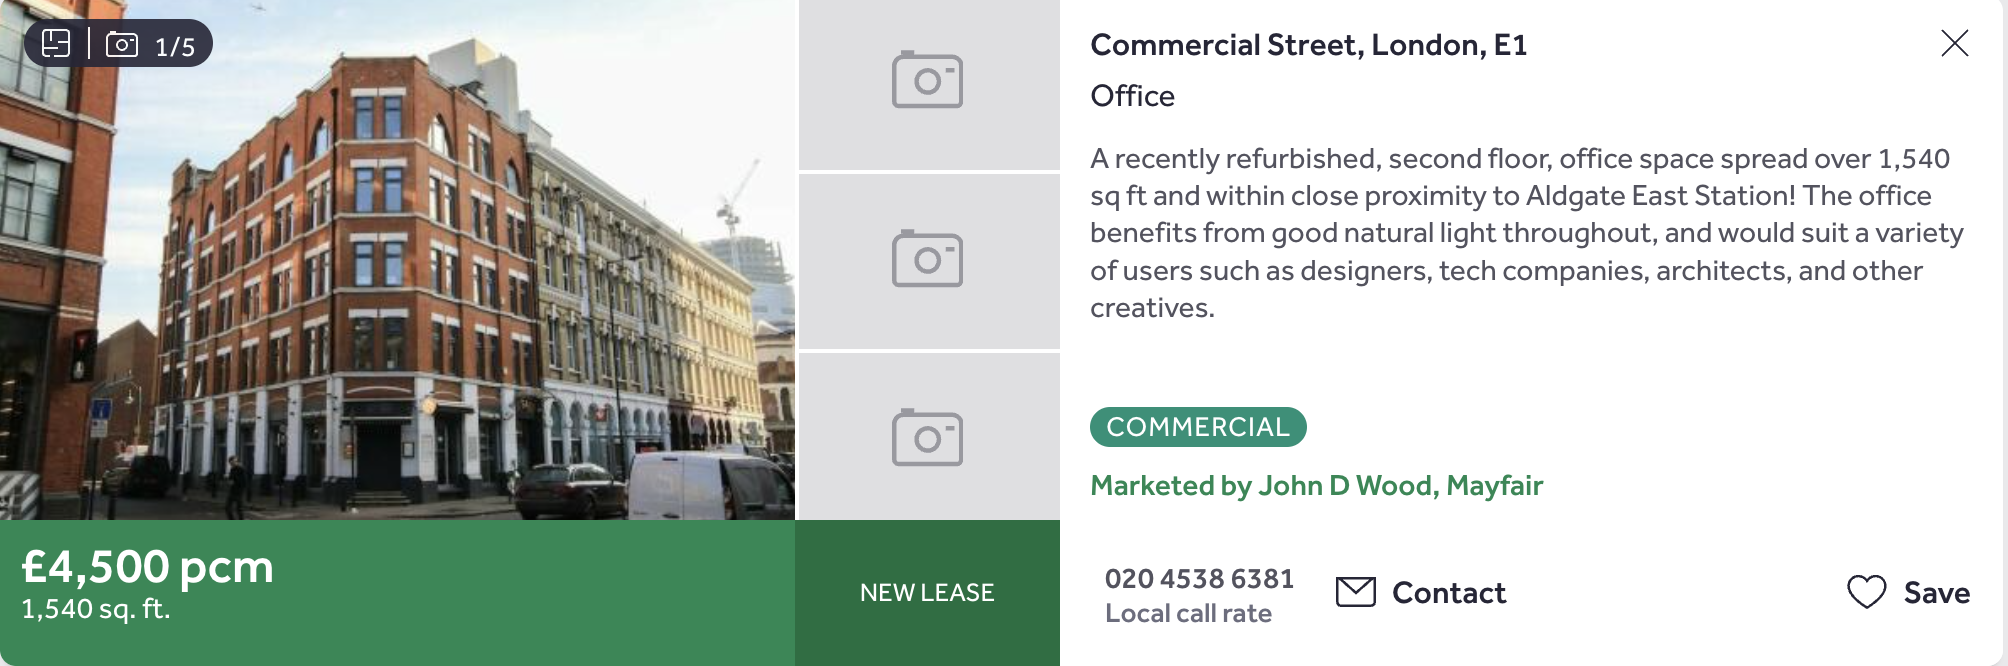 1/5
£4,500 pcm
1,540 sq. ft.
NEW LEASE
Commercial Street, London, E1
Office
A recently refurbished, second floor, office space spread over 1,540
sq ft and within close proximity to Aldgate East Station! The office
benefits from good natural light throughout, and would suit a variety
of users such as designers, tech companies, architects, and other
creatives.
COMMERCIAL
Marketed by John D Wood, Mayfair
020 4538 6381
Local call rate
Contact
Save